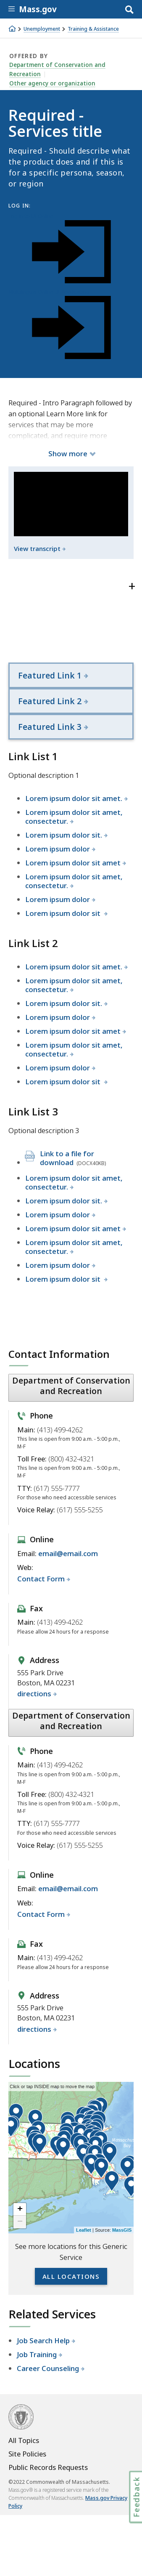 Mass.gov
Unemployment
Training & Assistance
OFFERED BY
Department of Conservation and
Recreation
Other agency or organization
Required -
Services title
Required - Should describe what
the product does and if this is
for a specific persona, season,
or region
LOG IN:
Required - Intro Paragraph followed by
an optional Learn More link for
services that may be more
complicated, and require more
Show more
View transcript
+
Featured Link 1
Featured Link 2
Featured Link 3
Link List 1
Optional description 1
Lorem ipsum dolor sit amet.
Lorem ipsum dolor sit amet,
consectetur.
Lorem ipsum dolor sit.
Lorem ipsum dolor
Lorem ipsum dolor sit amet
Lorem ipsum dolor sit amet,
consectetur.
Lorem ipsum dolor
Lorem ipsum dolor sit
Link List 2
Lorem ipsum dolor sit amet.
Lorem ipsum dolor sit amet,
consectetur.
Lorem ipsum dolor sit.
Lorem ipsum dolor
Lorem ipsum dolor sit amet
Lorem ipsum dolor sit amet,
consectetur.
Lorem ipsum dolor
Lorem ipsum dolor sit
Link List 3
Optional description 3
Link to a file for
download (DOCX40KB)
Lorem ipsum dolor sit amet,
consectetur.
Lorem ipsum dolor sit.
Lorem ipsum dolor
Lorem ipsum dolor sit amet
Lorem ipsum dolor sit amet,
consectetur.
Lorem ipsum dolor
Lorem ipsum dolor sit
Contact Information
Department of Conservation
and Recreation
Phone
Main: (413) 499-4262
This line is open from 9:00 a.m. - 5:00 p.m.,
M-F
Toll Free: (800) 432-4321
This line is open from 9:00 a.m. - 5:00 p.m.,
M-F
TTY: (617) 555-7777
For those who need accessible services
Voice Relay: (617) 555-5255
Online
Email: email@email.com
Web:
Contact Form
Fax
Main: (413) 499-4262
Please allow 24 hours for a response
Address
555 Park Drive
Boston, MA 02231
directions
Department of Conservation
and Recreation
Phone
Main: (413) 499-4262
This line is open from 9:00 a.m. - 5:00 p.m.,
M-F
Toll Free: (800) 432-4321
This line is open from 9:00 a.m. - 5:00 p.m.,
M-F
TTY: (617) 555-7777
For those who need accessible services
Voice Relay: (617) 555-5255
Online
Email: email@email.com
Web:
Contact Form
Fax
Main: (413) 499-4262
Please allow 24 hours for a response
Address
555 Park Drive
Boston, MA 02231
directions
Locations
Click or tap INSIDE map to move the map.
+
−
Leaflet | Source: MassGIS
See more locations for this Generic
Service
ALL LOCATIONS
Related Services
Job Search Help
Job Training
Career Counseling
All Topics
Site Policies
Public Records Requests
©2022 Commonwealth of Massachusetts.
Mass.gov® is a registered service mark of the
Commonwealth of Massachusetts. Mass.gov Privacy
Policy
Feedback